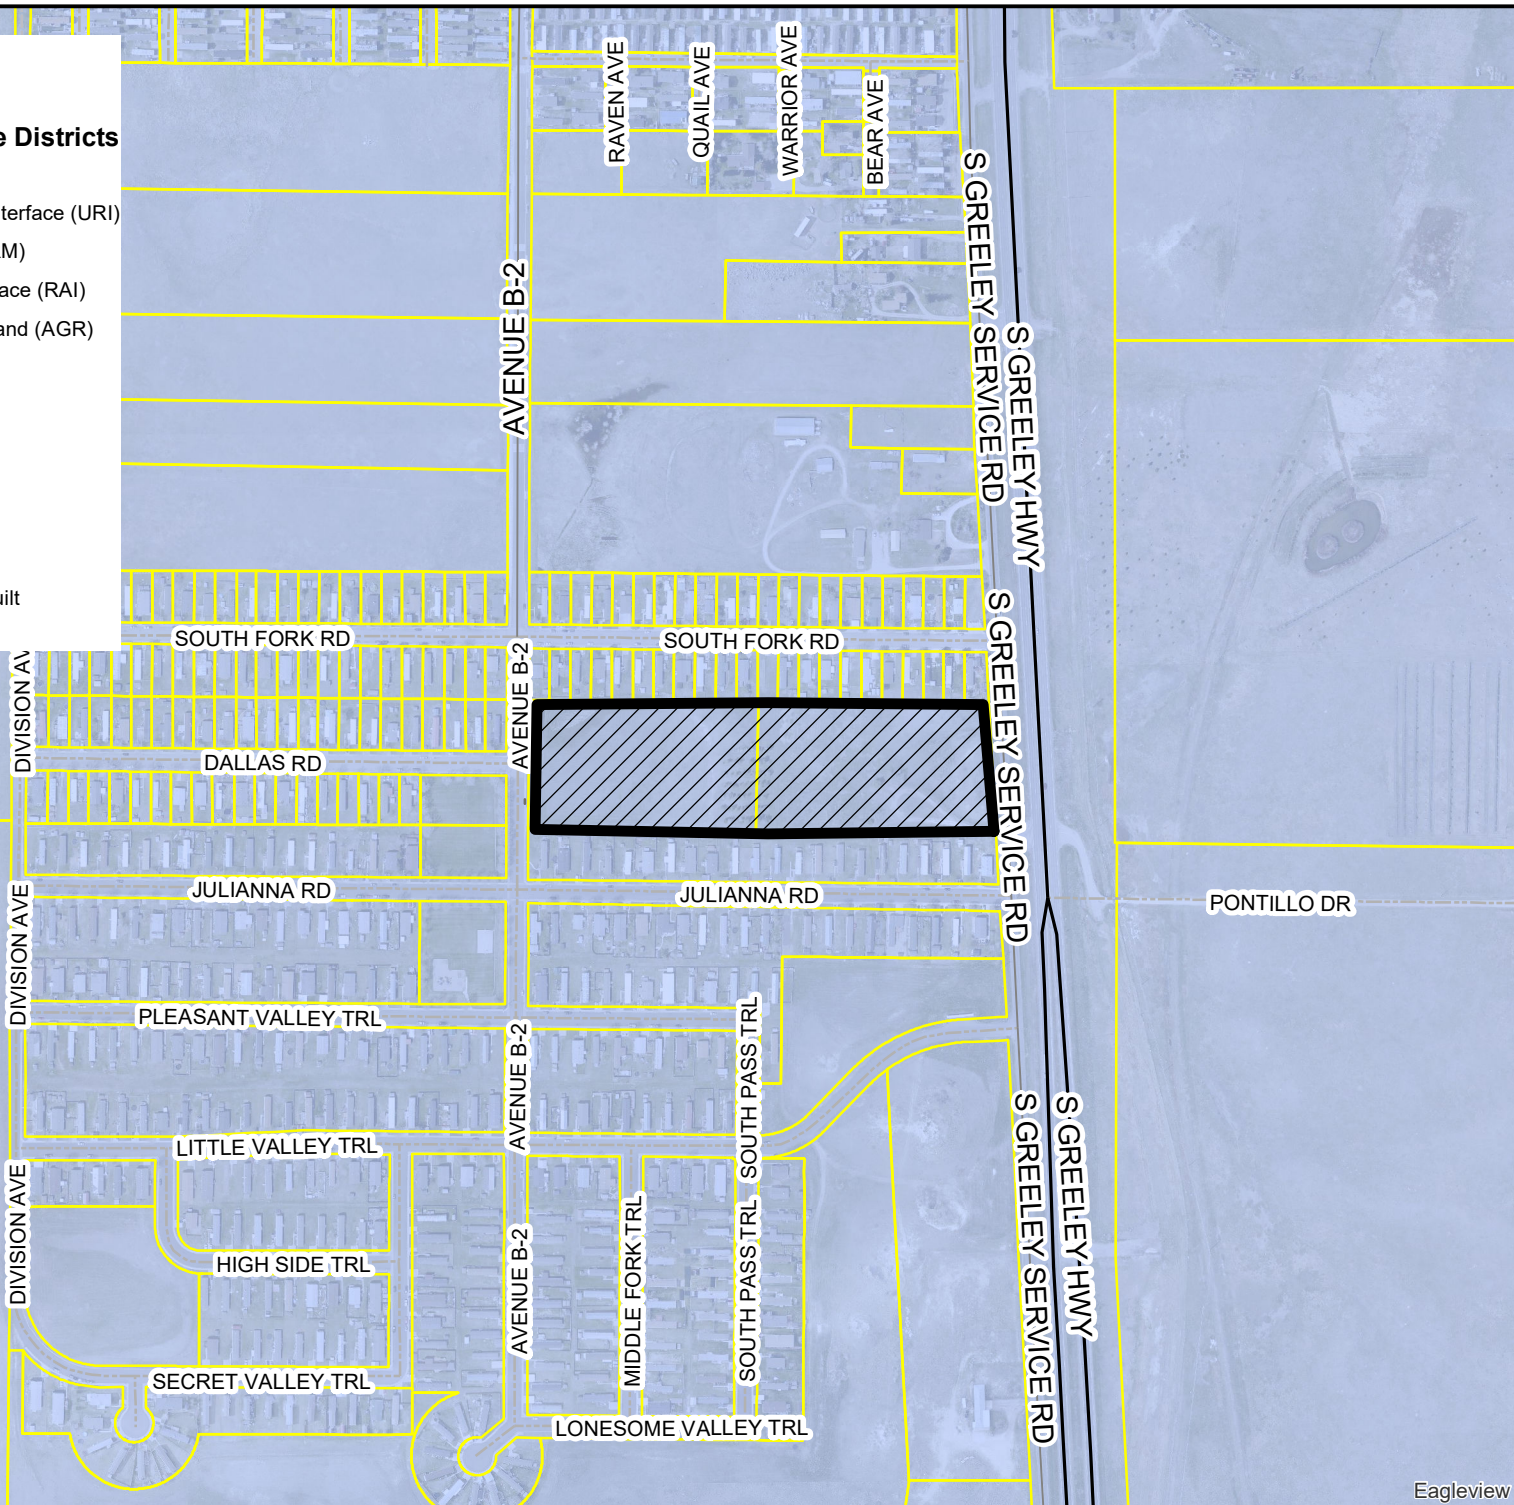 e Districts
terface (URI)
M)
ace (RAI)
and (AGR)
uilt
RAVEN AVE
QUAIL AVE
WARRIOR AVE
BEAR AVE
AVENUE B-2
S GREELEY SERVICE RD
S GREELEY HWY
SOUTH FORK RD
SOUTH FORK RD
DIVISION AV
AVENUE B-2
S GREELEY SERVICE RD
DALLAS RD
JULIANNA RD
JULIANNA RD
PONTILLO DR
DIVISION AVE
PLEASANT VALLEY TRL
AVENUE B-2
SOUTH PASS TRL
S GREELEY SERVICE RD
S GREELEY HWY
LITTLE VALLEY TRL
DIVISION AVE
HIGH SIDE TRL
AVENUE B-2
MIDDLE FORK TRL
SOUTH PASS TRL
SECRET VALLEY TRL
LONESOME VALLEY TRL
Eagleview